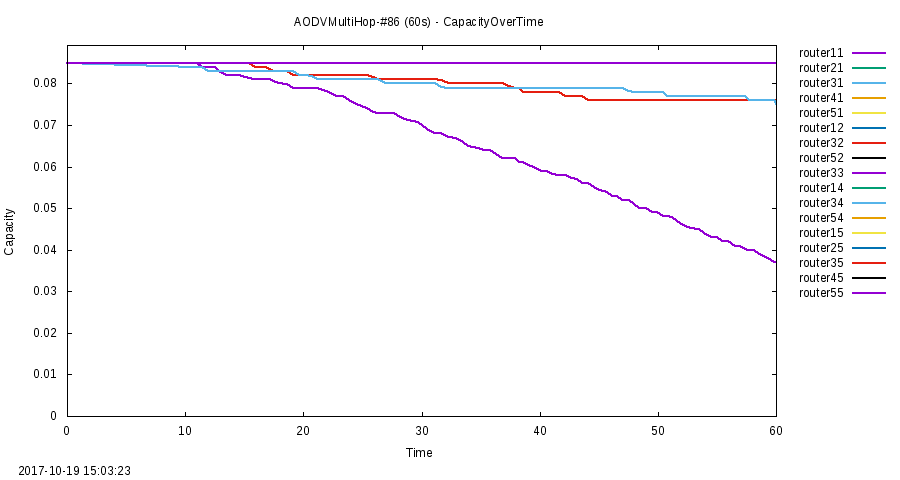 AODVMultiHop-#86 (60s) - CapacityOverTime
router11
router21
router31
router41
router51
router12
router32
router52
router33
router14
router34
router54
router15
router25
router35
router45
router55
Capacity
0.08
0.07
0.06
0.05
0.04
0.03
0.02
0.01
0
0 10 20 30 40 50 60
Time
2017-10-19 15:03:23